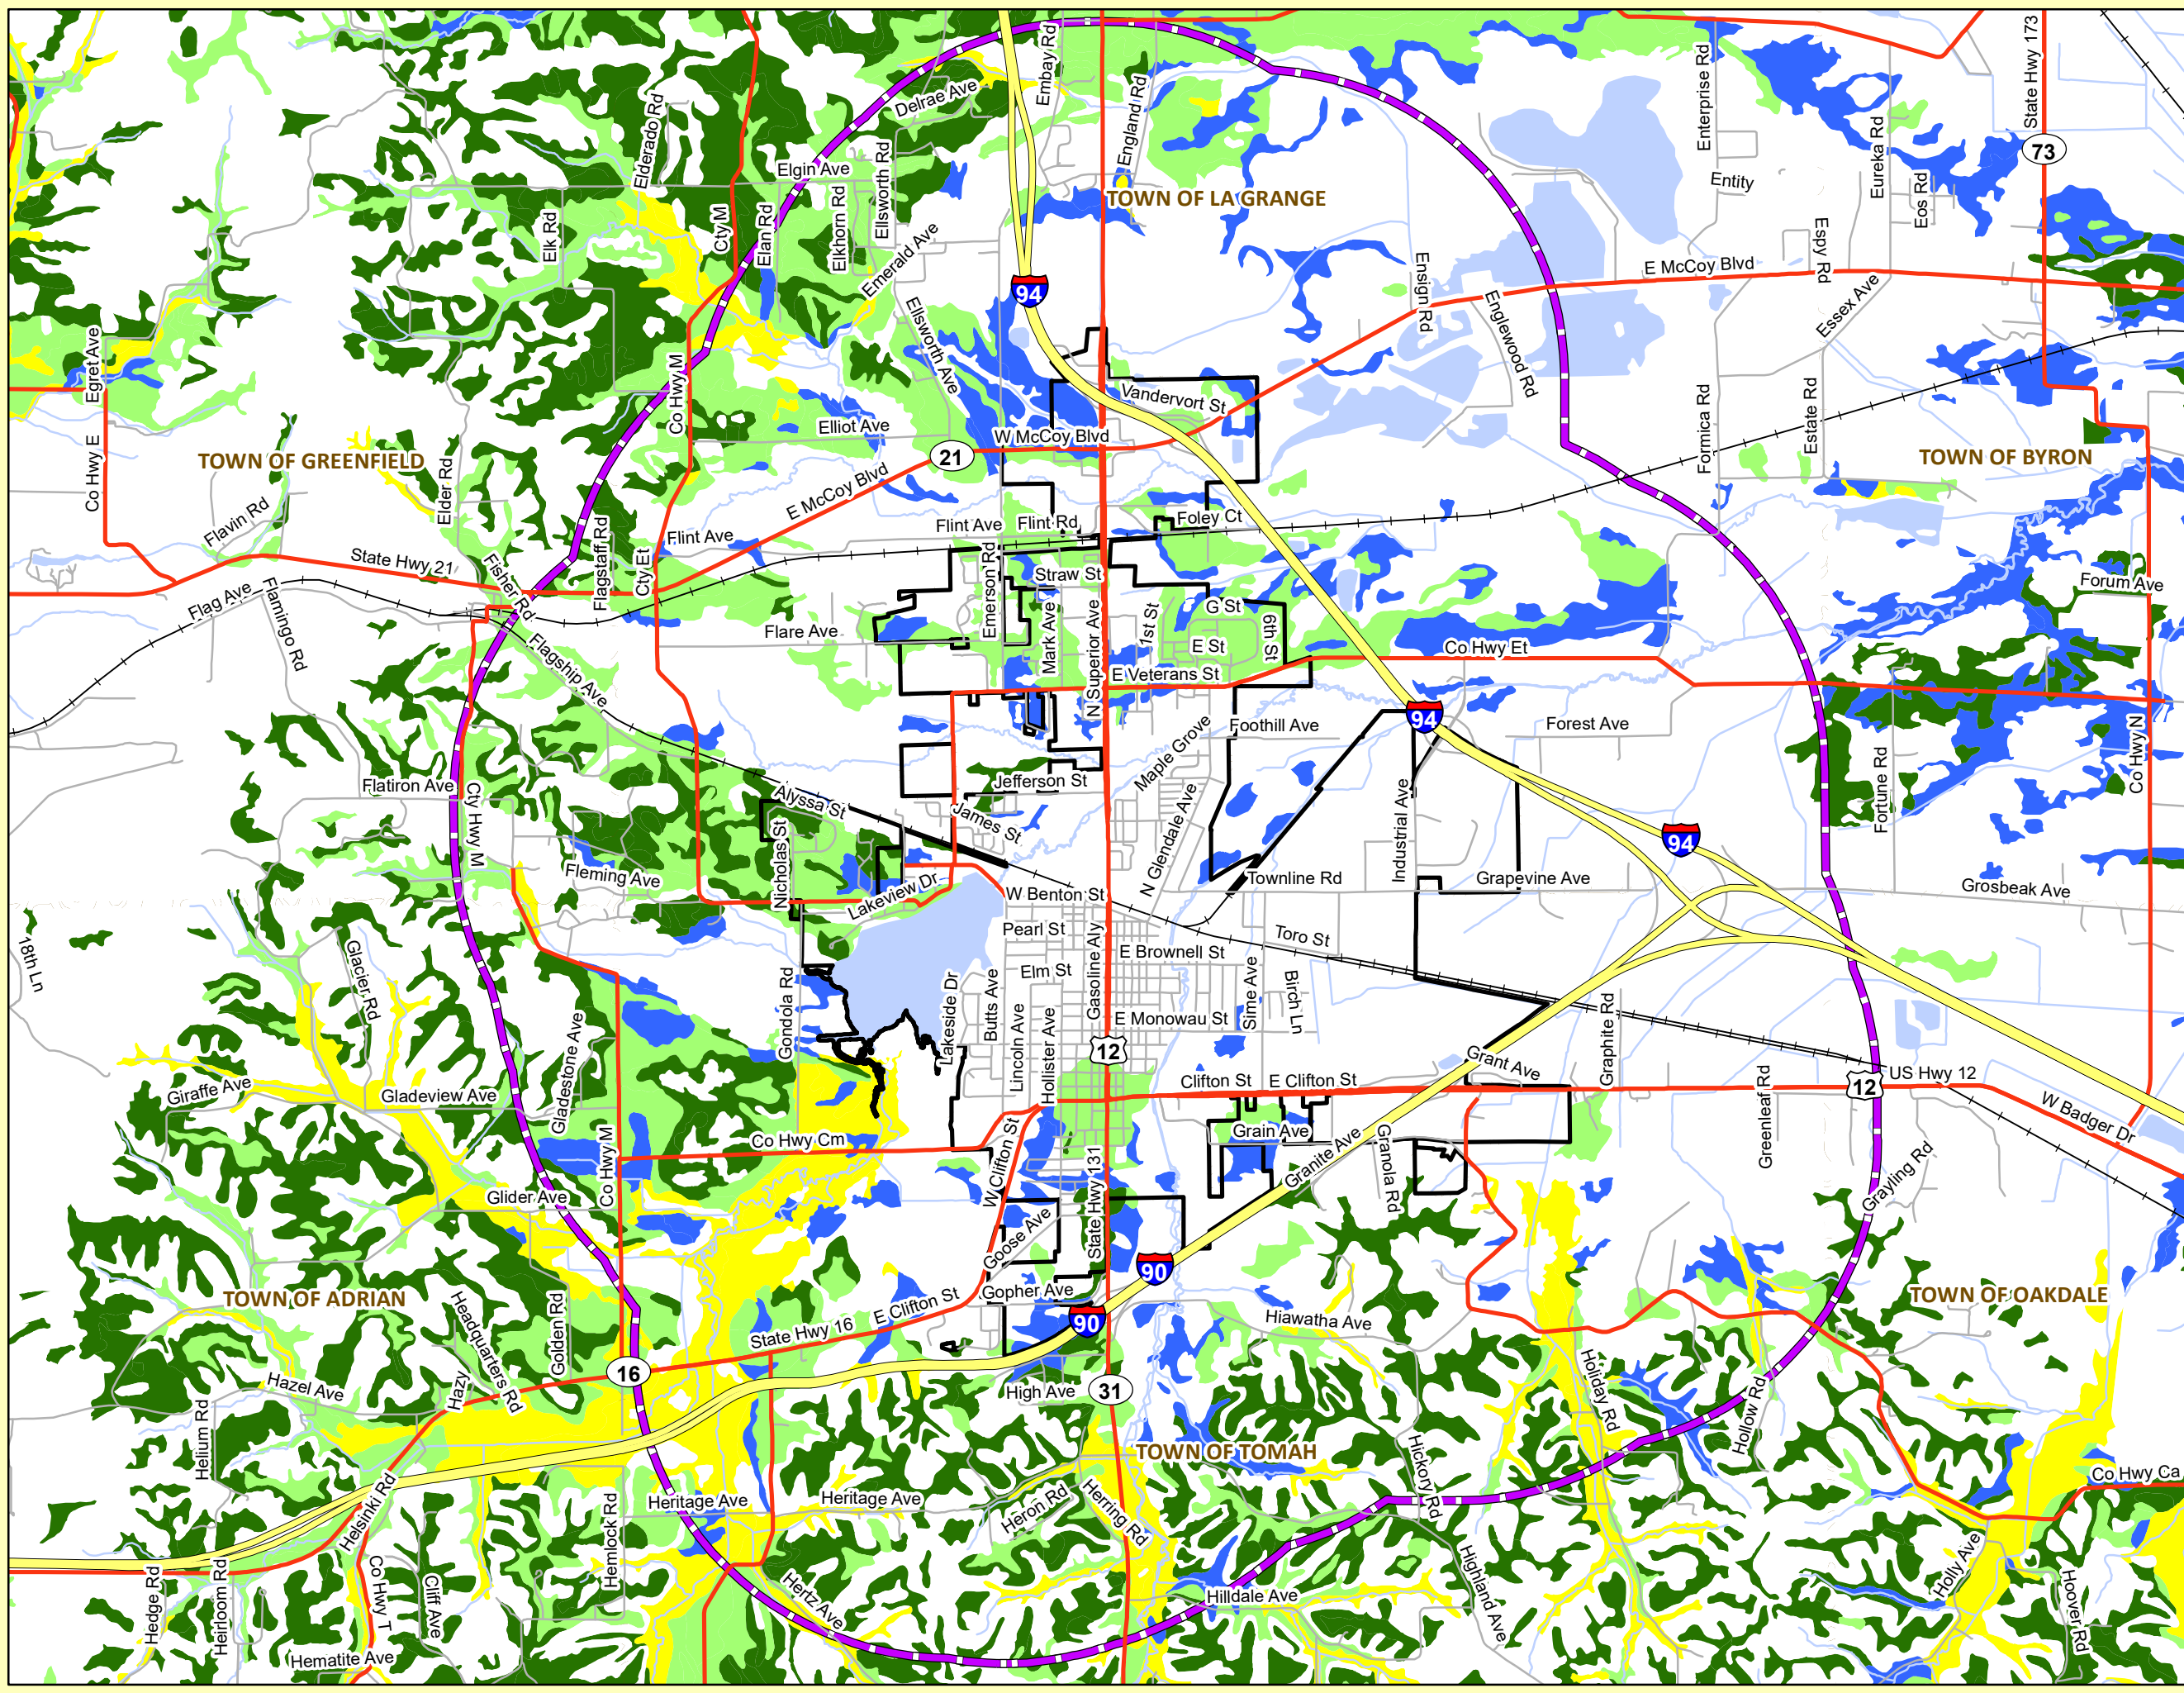 Embay Rd
State Hwy 173
Delrae Ave
England Rd
Enterprise Rd
Elderado Rd
Eureka Rd
73
Elgin Ave
Ellsworth Rd
Entity
Eos Rd
TOWN OF LA GRANGE
Elk Rd
Cty M
Elan Rd
Elkhorn Rd
Emerald Ave
Espy Rd
E McCoy Blvd
94
Ensign Rd
Englewood Rd
Essex Ave
Egret Ave
Ellsworth Ave
Co Hwy M
Vandervort St
Elliot Ave
W McCoy Blvd
Formica Rd
Estate Rd
21
TOWN OF GREENFIELD
TOWN OF BYRON
Co Hwy E
Elder Rd
E McCoy Blvd
Flavin Rd
Flint Ave
Flint Rd
Foley Ct
Flint Ave
State Hwy 21
Fisher Rd
Flagstaff Rd
Cty Et
Emerson Rd
Straw St
Forum Ave
Flag Ave
Flamingo Rd
Mark Ave
N Superior Ave
1st St
G St
6th St
Flare Ave
E St
Co Hwy Et
Flagship Ave
E Veterans St
94
Foothill Ave
Forest Ave
Maple Grove
Co Hwy N
Flatiron Ave
Cty Hwy M
Jefferson St
Alyssa St
James St
N Glendale Ave
Industrial Ave
Fortune Rd
94
Nicholas St
Fleming Ave
Lakeview Dr
W Benton St
Townline Rd
Grapevine Ave
Grosbeak Ave
Pearl St
Toro St
18th Ln
Glacier Rd
Gasoline Aly
E Brownell St
Elm St
Gondola Rd
Lakeside Dr
Butts Ave
Sime Ave
Birch Ln
Lincoln Ave
Hollister Ave
E Monowau St
Graphite Rd
Gladestone Ave
12
Grant Ave
Giraffe Ave
Gladeview Ave
Clifton St
E Clifton St
Greenleaf Rd
12
US Hwy 12
W Badger Dr
Co Hwy M
Co Hwy Cm
W Clifton St
Grain Ave
Granite Ave
Granola Rd
State Hwy 131
Grayling Rd
Glider Ave
Goose Ave
90
TOWN OF ADRIAN
Headquarters Rd
Golden Rd
Gopher Ave
TOWN OF OAKDALE
E Clifton St
State Hwy 16
90
Hiawatha Ave
16
Hazel Ave
Hazy
High Ave
31
Holiday Rd
Hollow Rd
Helium Rd
TOWN OF TOMAH
Hickory Rd
Co Hwy Ca
Helsinki Rd
Hemlock Rd
Heritage Ave
Heritage Ave
Heron Rd
Herring Rd
Hedge Rd
Heirloom Rd
Co Hwy T
Cliff Ave
Hertz Ave
Hilldale Ave
Highland Ave
Holly Ave
Hoover Rd
Hematite Ave